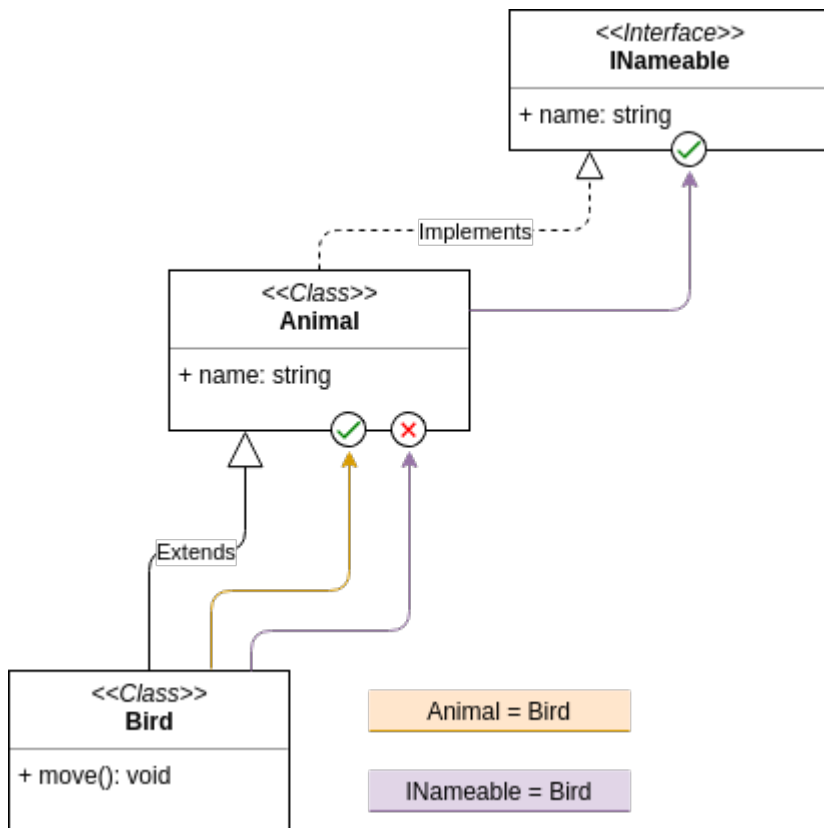 <<Interface>>
INameable
+ name: string
Implements
<<Class>>
Animal
+ name: string
Extends
<<Class>>
Bird
+ move(): void
Animal = Bird
INameable = Bird